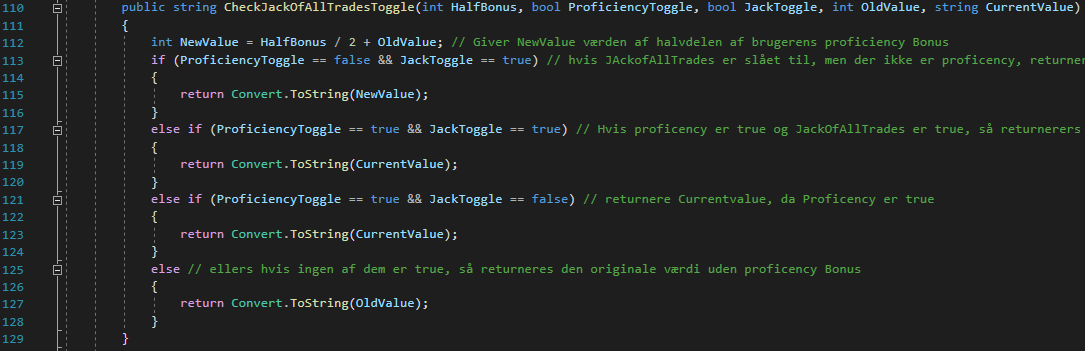 110 public string CheckJackOfAllTradesToggle(int HalfBonus, bool ProficiencyToggle, bool JackToggle, int OldValue, string CurrentValue)
111 {
112 int NewValue = HalfBonus / 2 + OldValue; // Giver NewValue værden af halvdelen af brugerens proficiency Bonus
113 if (ProficiencyToggle == false && JackToggle == true) // hvis JAckofAllTrades er slået til, men der ikke er proficency, returner
114 {
115 return Convert.ToString(NewValue);
116 }
117 else if (ProficiencyToggle == true && JackToggle == true) // Hvis proficency er true og JackOfAllTrades er true, så returnerers
118 {
119 return Convert.ToString(CurrentValue);
120 }
121 else if (ProficiencyToggle == true && JackToggle == false) // returnere Currentvalue, da Proficency er true
122 {
123 return Convert.ToString(CurrentValue);
124 }
125 else // ellers hvis ingen af dem er true, så returneres den originale værdi uden proficency Bonus
126 {
127 return Convert.ToString(OldValue);
128 }
129 }